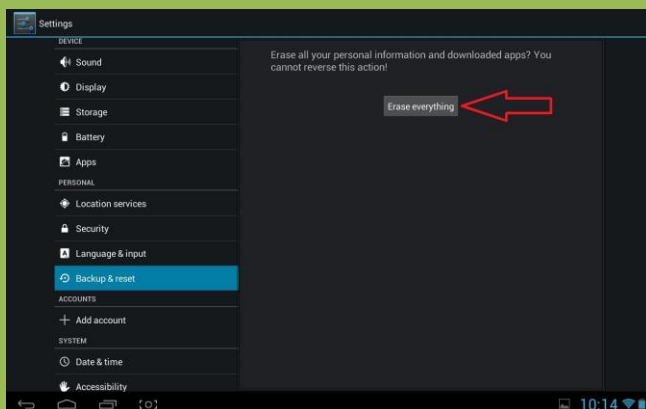 Settings
DEVICE
Sound
Display
Storage
Battery
Apps
PERSONAL
Location services
Security
Language & input
Backup & reset
ACCOUNTS
Add account
SYSTEM
Date & time
Accessibility
Erase all your personal information and downloaded apps? You
cannot reverse this action!
Erase everything
10:14